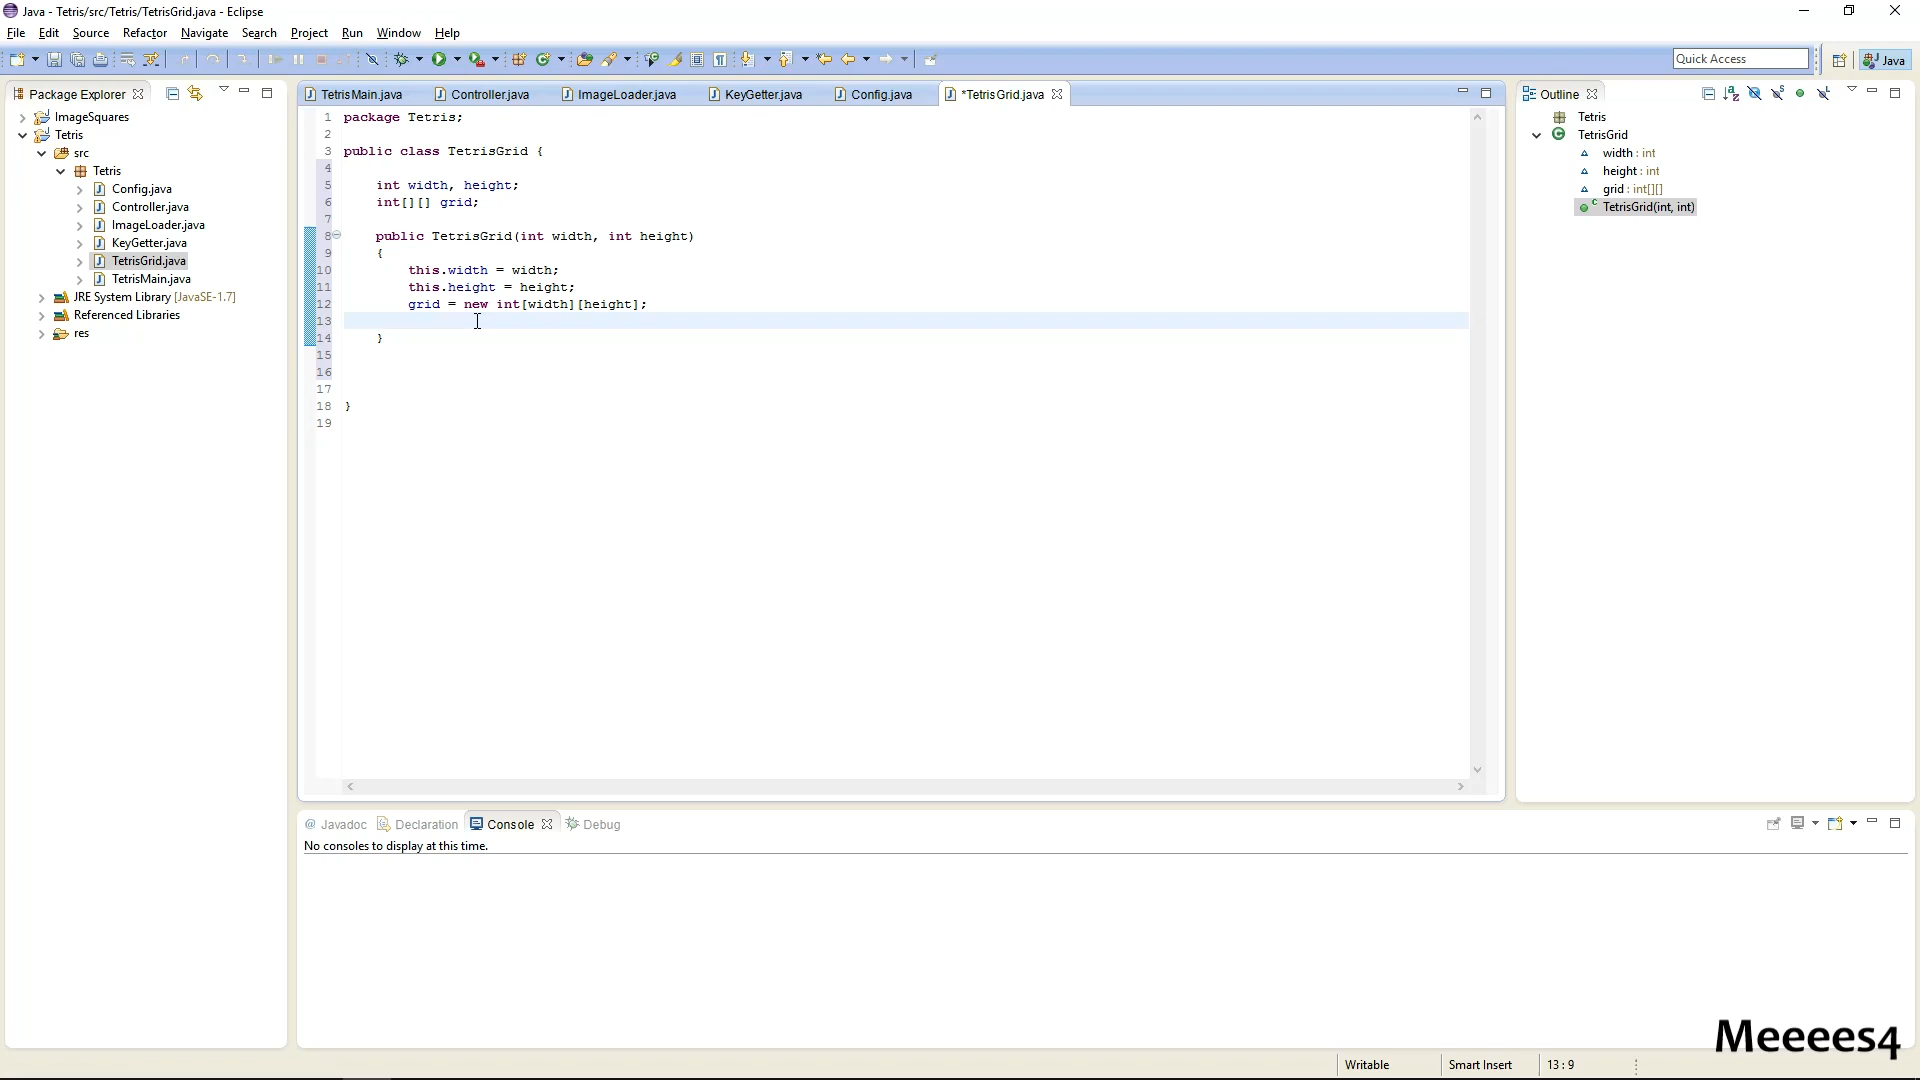 Java - Tetris/src/Tetris/TetrisGrid.java - Eclipse
File Edit Source Refactor Navigate Search Project Run Window Help
Quick Access
Java
Package Explorer
ImageSquares
Tetris
src
Tetris
Config.java
Controller.java
ImageLoader.java
KeyGetter.java
TetrisGrid.java
TetrisMain.java
JRE System Library [JavaSE-1.7]
Referenced Libraries
res
TetrisMain.java Controller.java ImageLoader.java KeyGetter.java Config.java *TetrisGrid.java
1 package Tetris;
2
3 public class TetrisGrid {
4
5 int width, height;
6 int[][] grid;
7
8 public TetrisGrid(int width, int height)
9 {
10 this.width = width;
11 this.height = height;
12 grid = new int[width][height];
13
14 }
15
16
17
18 }
19
Outline
Tetris
TetrisGrid
width : int
height : int
grid : int[][]
TetrisGrid(int, int)
Javadoc Declaration Console Debug
No consoles to display at this time.
Meeees4
Writable Smart Insert 13 : 9